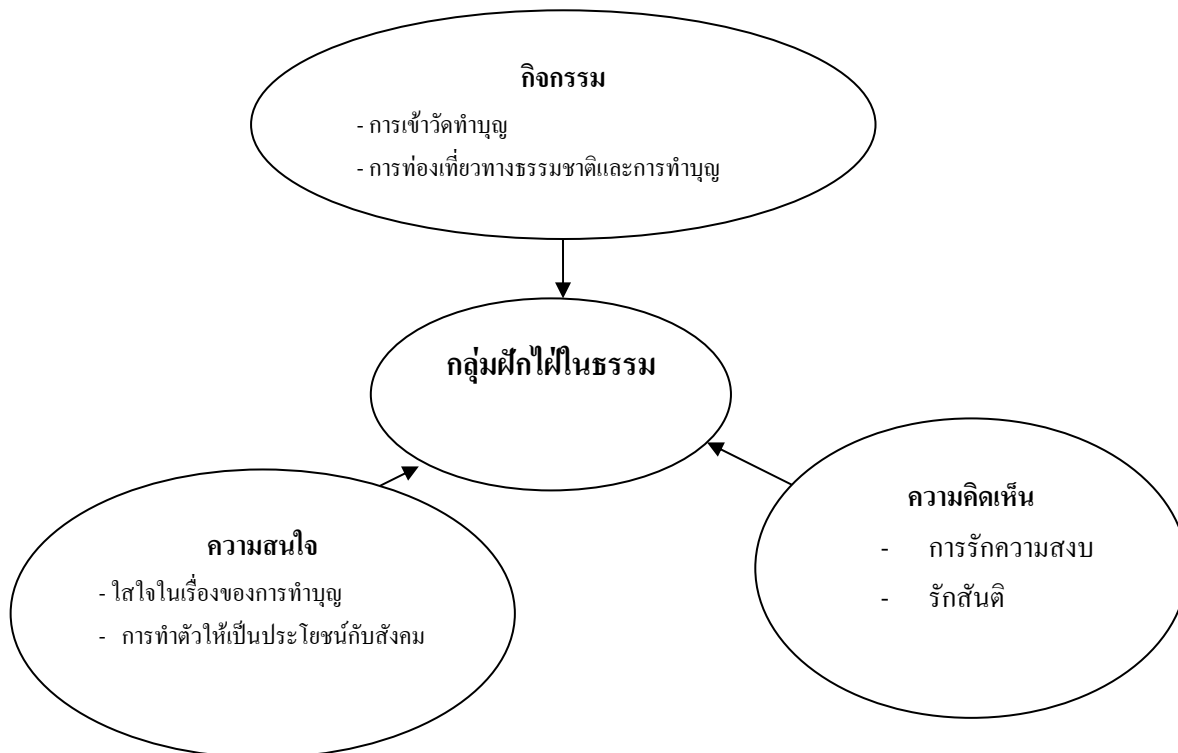 กิจกรรม
- การเข้าวัดทำบุญ
- การท่องเที่ยวทางธรรมชาติและการทำบุญ
กลุ่มฝักใฝ่ในธรรม
ความสนใจ
- ใสใจในเรื่องของการทำบุญ
- การทำตัวให้เป็นประโยชน์กับสังคม
ความคิดเห็น
- การรักความสงบ
- รักสันติ